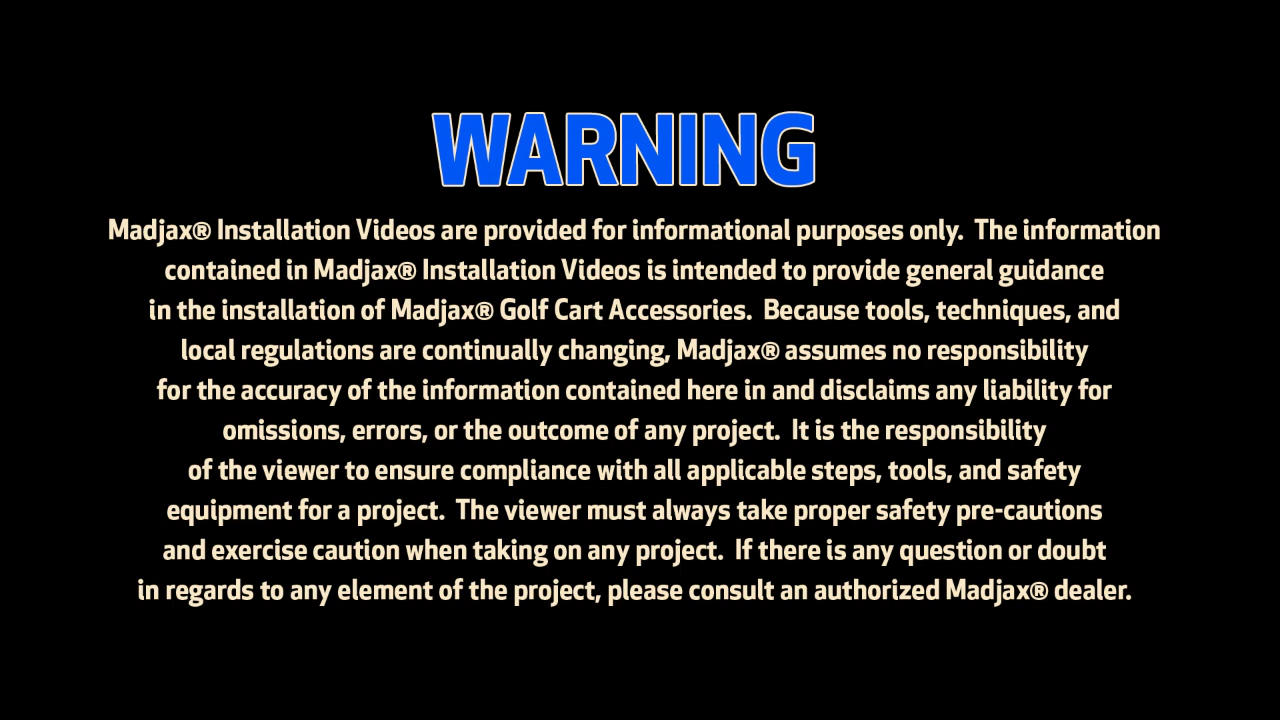 WARNING
Madjax® Installation Videos are provided for informational purposes only.  The information
contained in Madjax® Installation Videos is intended to provide general guidance
in the installation of Madjax® Golf Cart Accessories.  Because tools, techniques, and
local regulations are continually changing, Madjax® assumes no responsibility
for the accuracy of the information contained here in and disclaims any liability for
omissions, errors, or the outcome of any project.  It is the responsibility
of the viewer to ensure compliance with all applicable steps, tools, and safety
equipment for a project.  The viewer must always take proper safety pre-cautions
and exercise caution when taking on any project.  If there is any question or doubt
in regards to any element of the project, please consult an authorized Madjax® dealer.